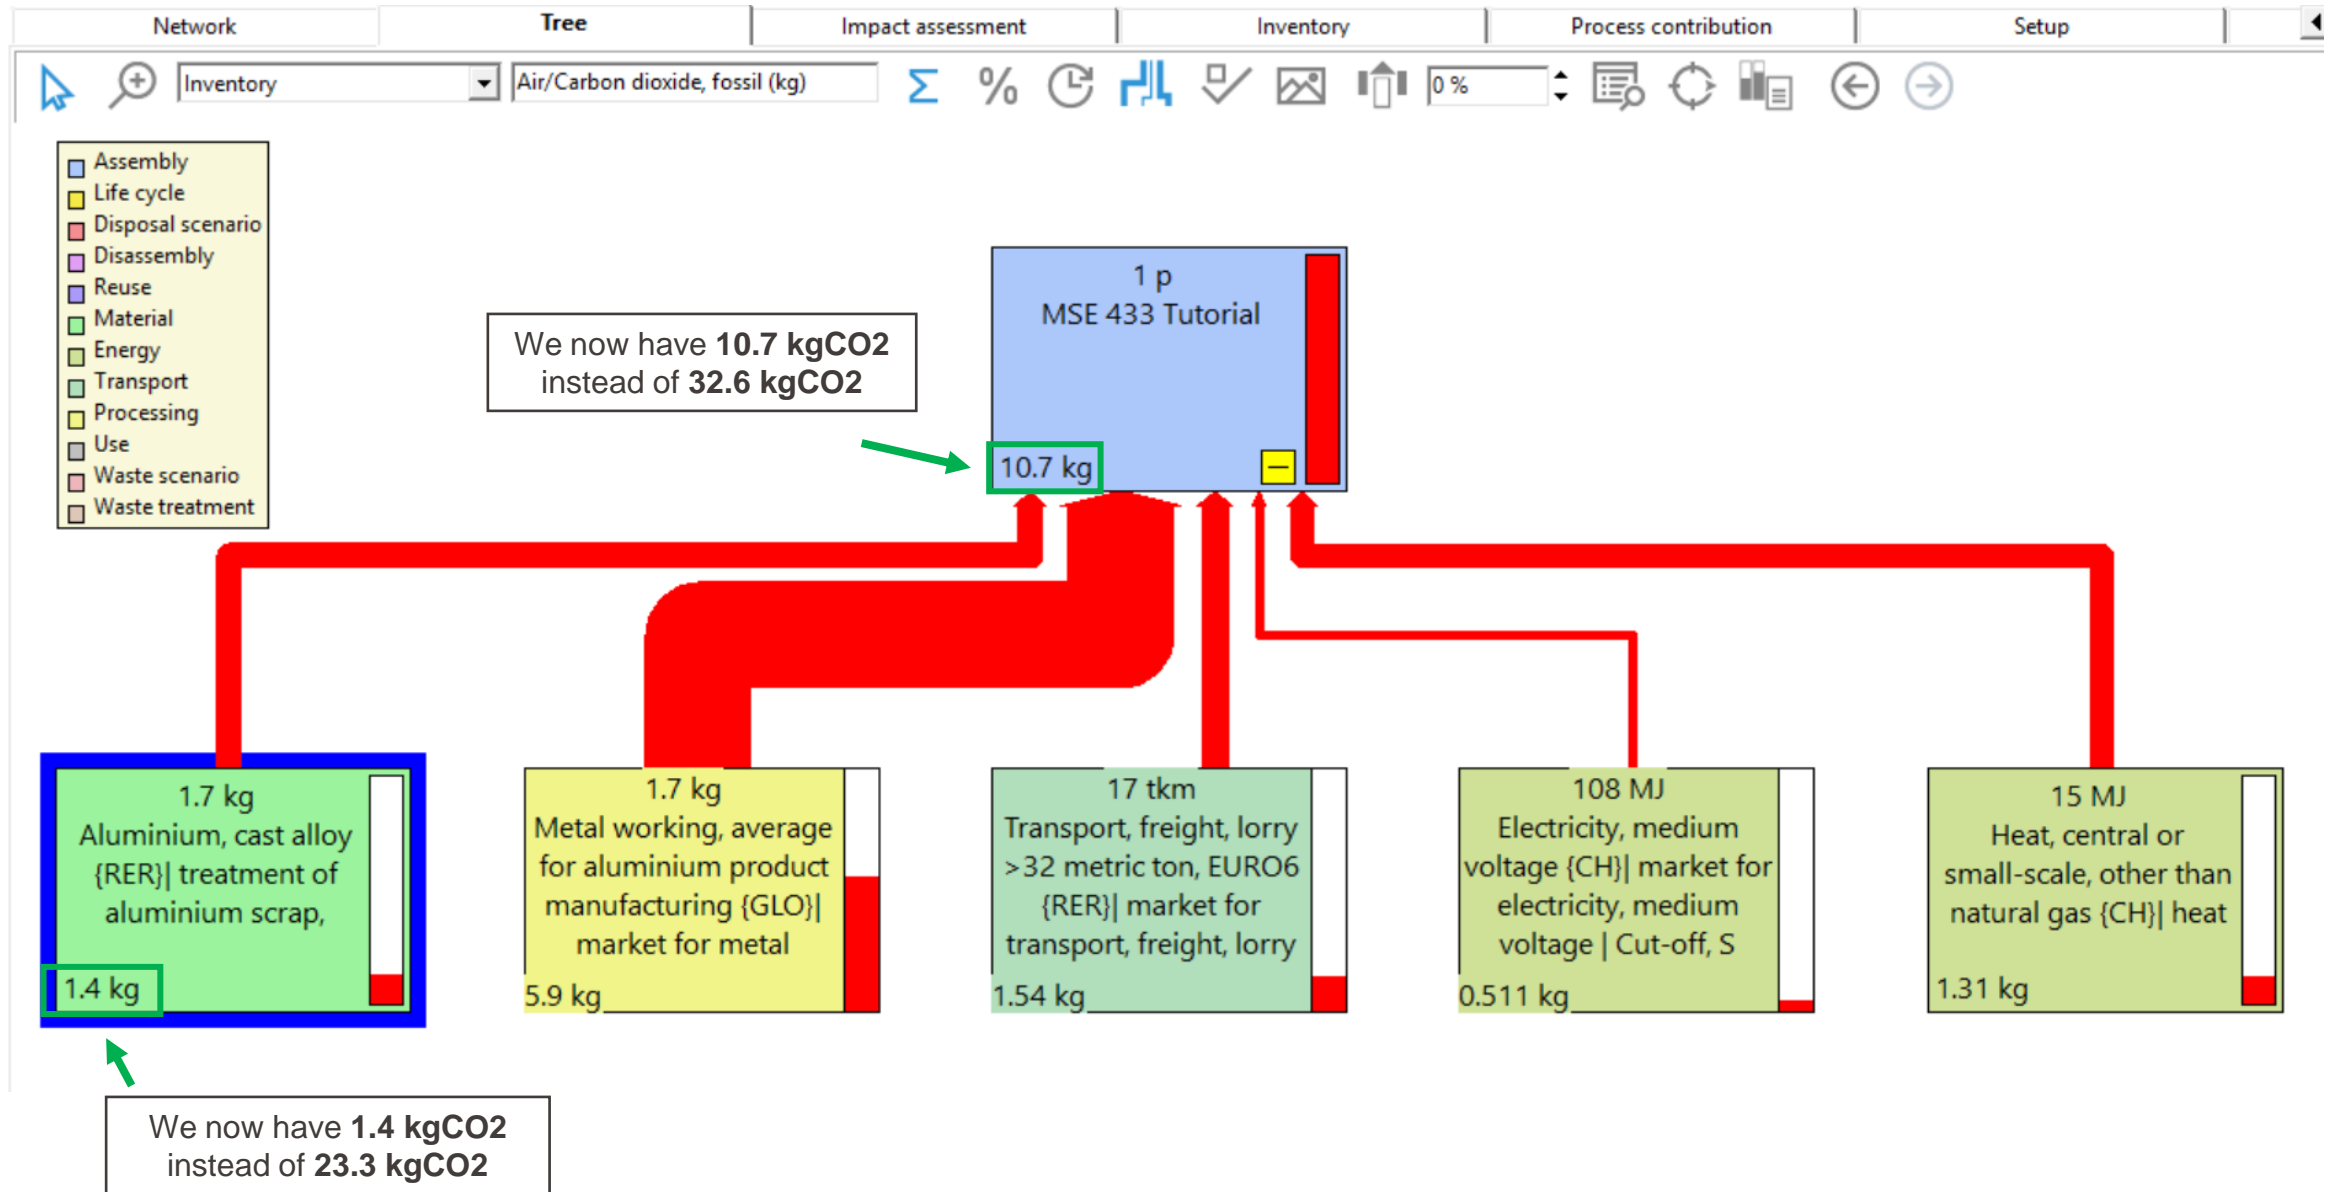 Network
Tree
Impact assessment
Inventory
Process contribution
Setup
Inventory
Air/Carbon dioxide, fossil (kg)
Σ
%
0 %
Assembly
Life cycle
Disposal scenario
Disassembly
Reuse
Material
Energy
Transport
Processing
Use
Waste scenario
Waste treatment
We now have 10.7 kgCO2
instead of 32.6 kgCO2
1 p
MSE 433 Tutorial
10.7 kg
1.7 kg
Aluminium, cast alloy
{RER}| treatment of
aluminium scrap,
1.4 kg
1.7 kg
Metal working, average
for aluminium product
manufacturing {GLO}|
market for metal
5.9 kg
17 tkm
Transport, freight, lorry
>32 metric ton, EURO6
{RER}| market for
transport, freight, lorry
1.54 kg
108 MJ
Electricity, medium
voltage {CH}| market for
electricity, medium
voltage | Cut-off, S
0.511 kg
15 MJ
Heat, central or
small-scale, other than
natural gas {CH}| heat
1.31 kg
We now have 1.4 kgCO2
instead of 23.3 kgCO2